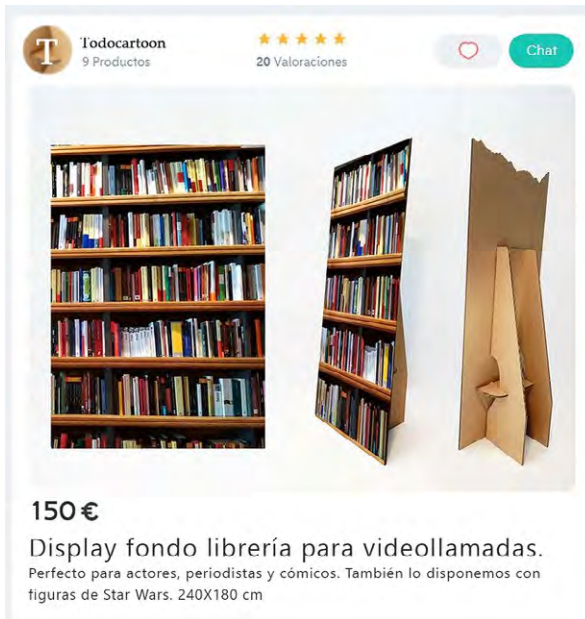 T
Todocartoon
9 Productos
20 Valoraciones
Chat
150 €
Display fondo librería para videollamadas.
Perfecto para actores, periodistas y cómicos. También lo disponemos con
figuras de Star Wars. 240X180 cm